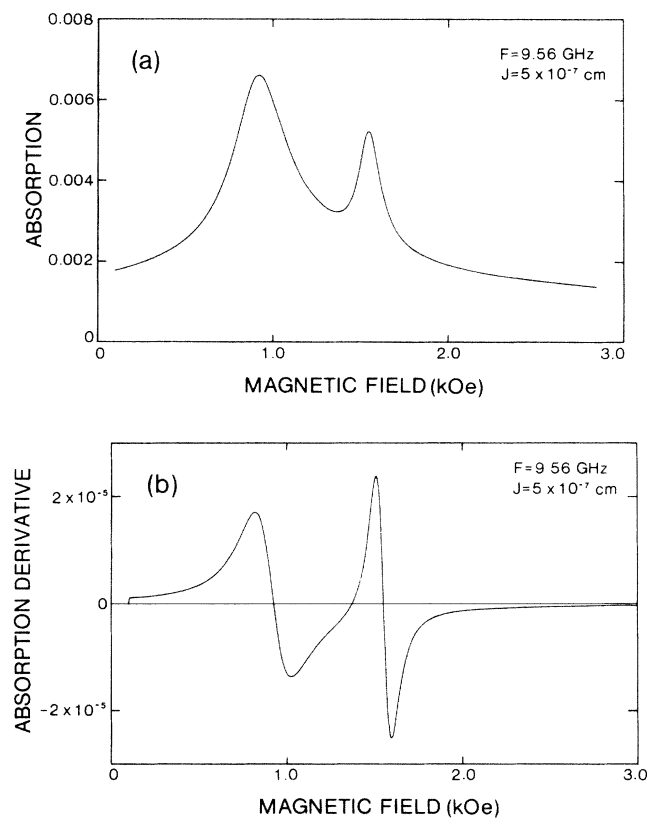 0.008
(a)
F=9.56 GHz
J=5 x 10⁻⁷ cm
0.006
0.004
0.002
0
ABSORPTION
0 1.0 2.0 3.0
MAGNETIC FIELD (kOe)
(b)
F=9 56 GHz
J=5 x 10⁻⁷ cm
2 x 10⁻⁵
0
-2 x 10⁻⁵
ABSORPTION DERIVATIVE
0 1.0 2.0 3.0
MAGNETIC FIELD (kOe)